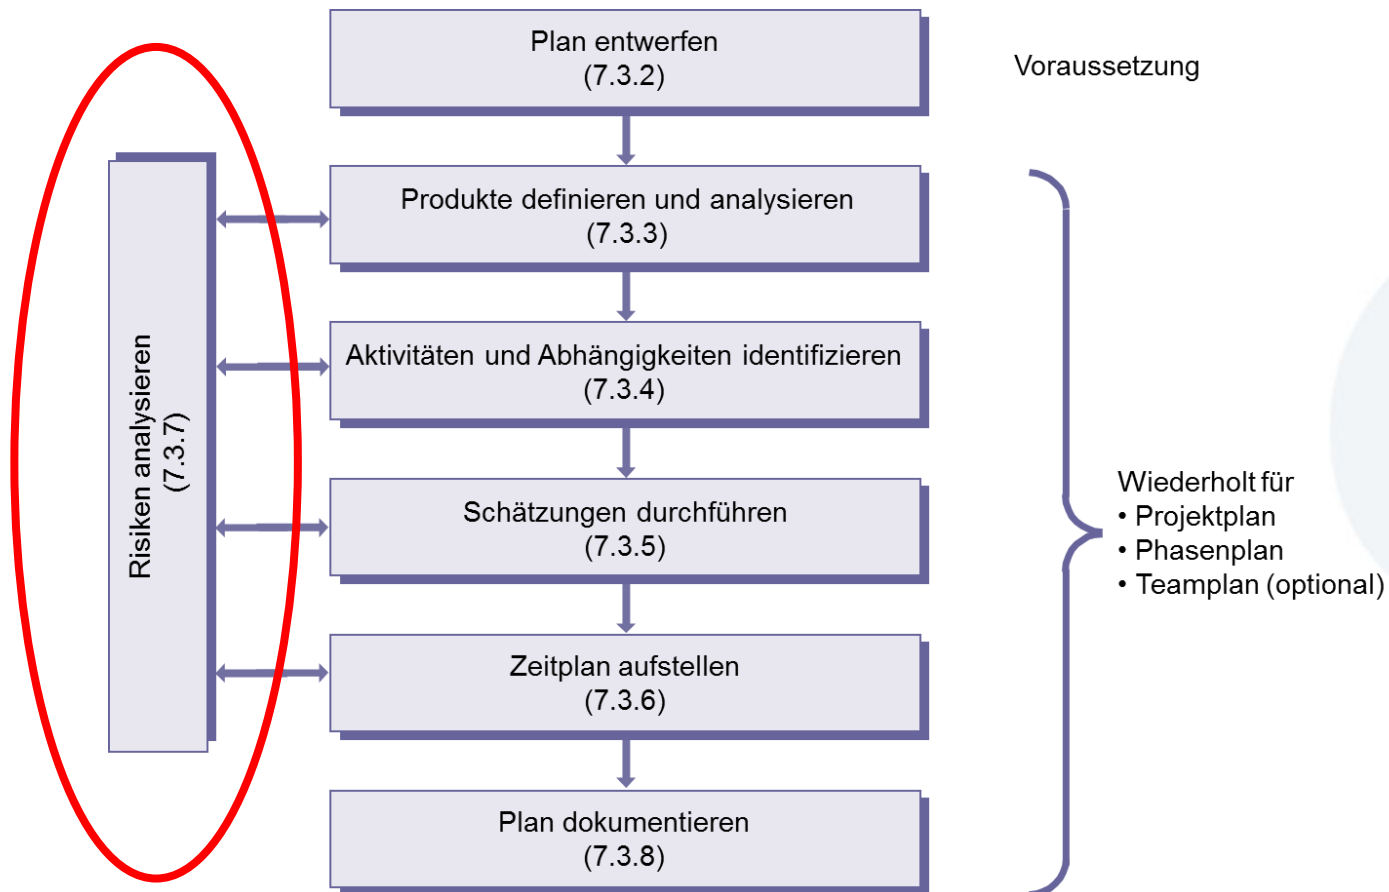 Plan entwerfen
(7.3.2)
Voraussetzung
Produkte definieren und analysieren
(7.3.3)
Aktivitäten und Abhängigkeiten identifizieren
(7.3.4)
Risiken analysieren
(7.3.7)
Schätzungen durchführen
(7.3.5)
Wiederholt für
• Projektplan
• Phasenplan
• Teamplan (optional)
Zeitplan aufstellen
(7.3.6)
Plan dokumentieren
(7.3.8)